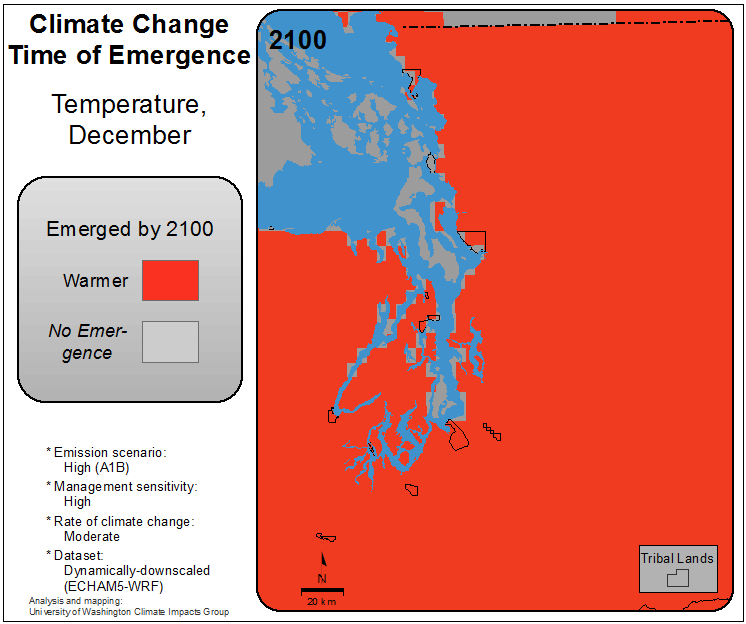 Climate Change
Time of Emergence
Temperature,
December
Emerged by 2100
Warmer
No Emer-
gence
* Emission scenario:
High (A1B)
* Management sensitivity:
High
* Rate of climate change:
Moderate
* Dataset:
Dynamically-downscaled
(ECHAM5-WRF)
Analysis and mapping:
University of Washington Climate Impacts Group
2100
N
20 km
Tribal Lands